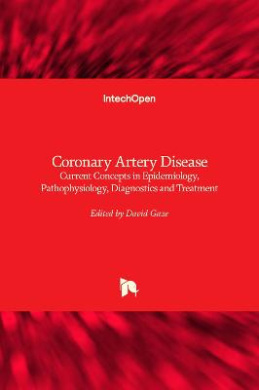 IntechOpen
Coronary Artery Disease
Current Concepts in Epidemiology,
Pathophysiology, Diagnostics and Treatment
Edited by David Gaze